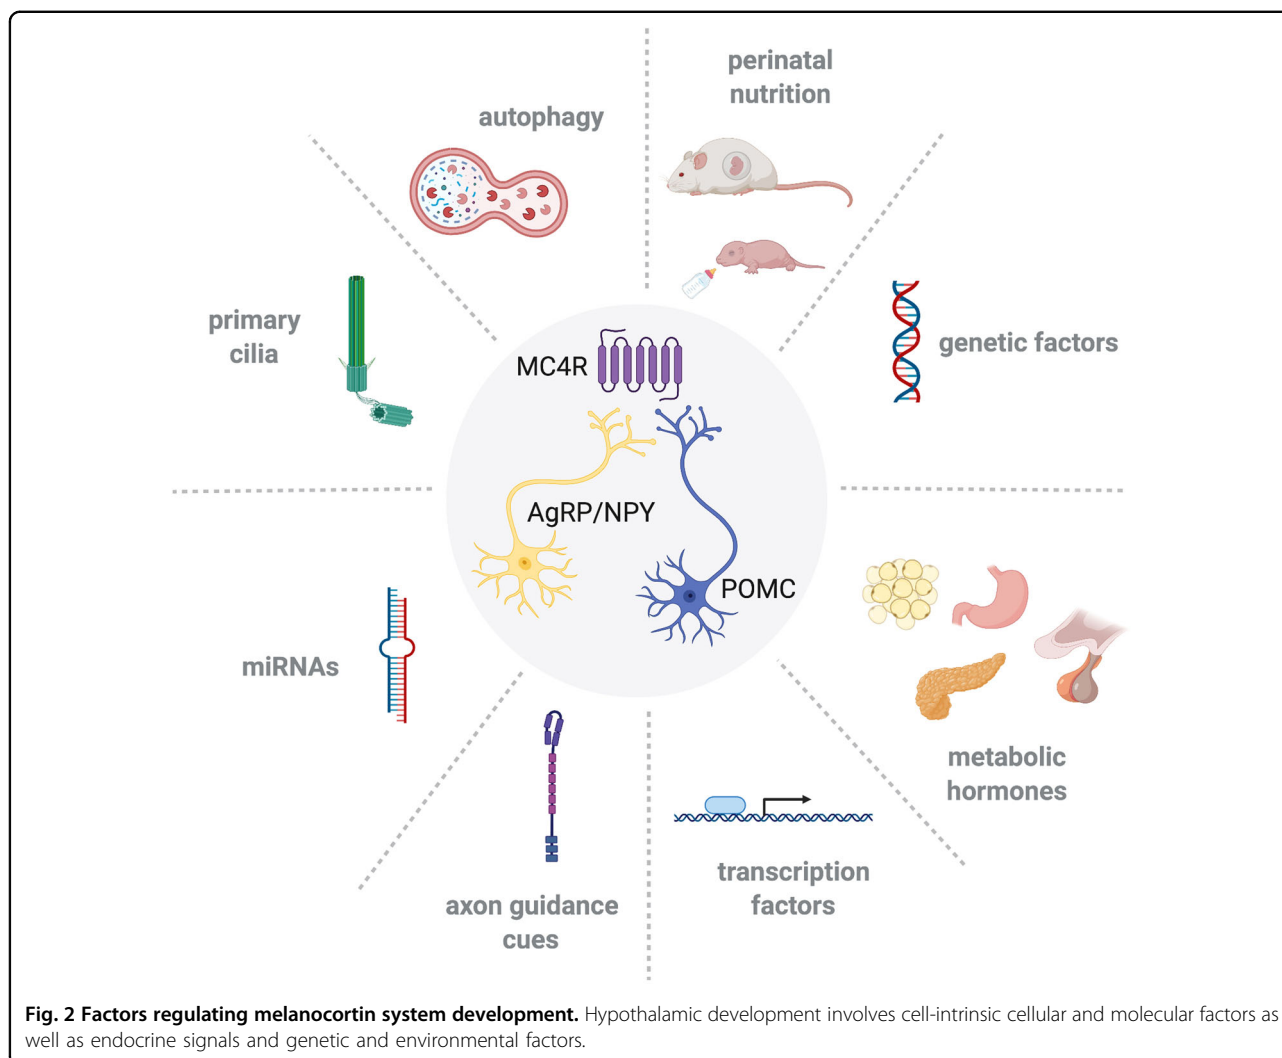 perinatal
nutrition
autophagy
primary
cilia
genetic factors
MC4R
AgRP/NPY
POMC
miRNAs
metabolic
hormones
transcription
factors
axon guidance
cues
Fig. 2 Factors regulating melanocortin system development. Hypothalamic development involves cell-intrinsic cellular and molecular factors as
well as endocrine signals and genetic and environmental factors.